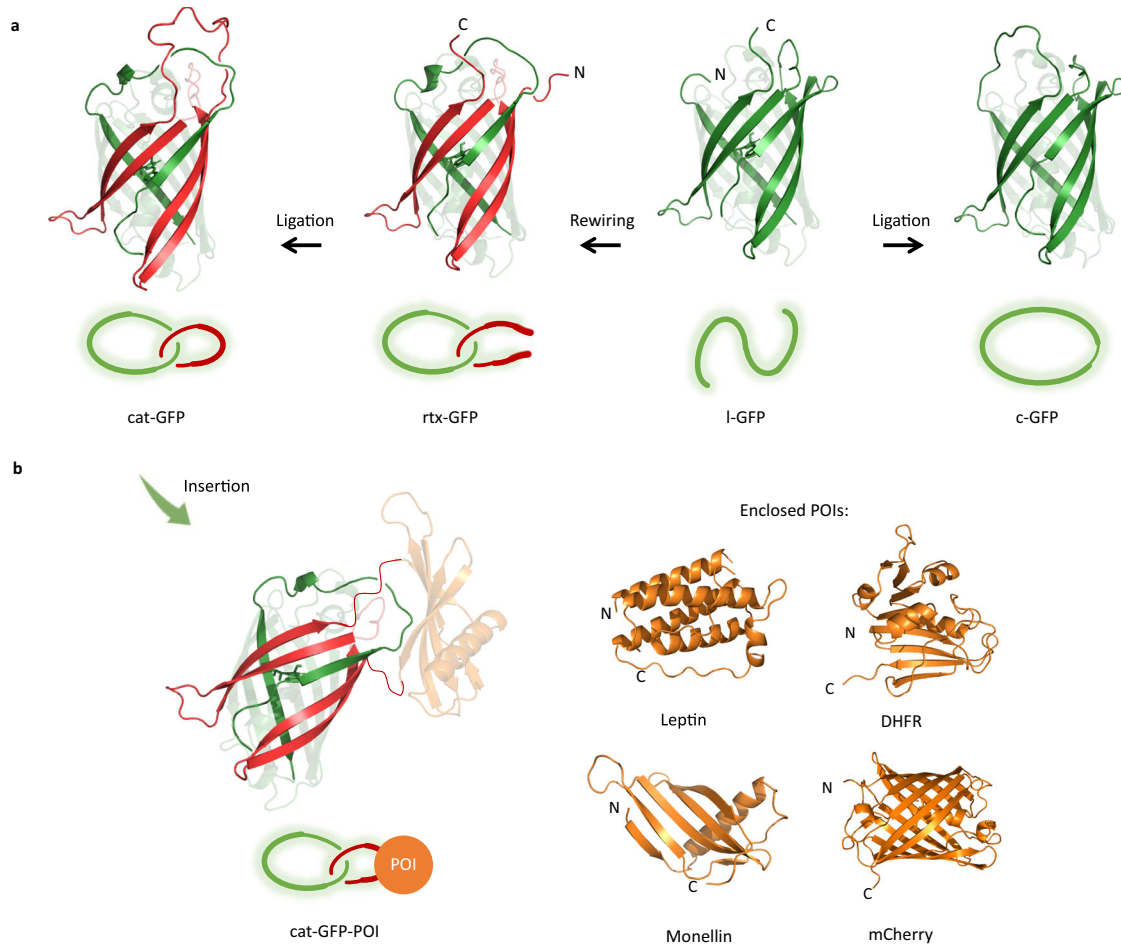 a
C
N
C
N
Ligation
Rewiring
Ligation
cat-GFP
rtx-GFP
l-GFP
c-GFP
b
Insertion
Enclosed POIs:
N
C
Leptin
N
C
DHFR
N
C
Monellin
N
C
mCherry
POI
cat-GFP-POI